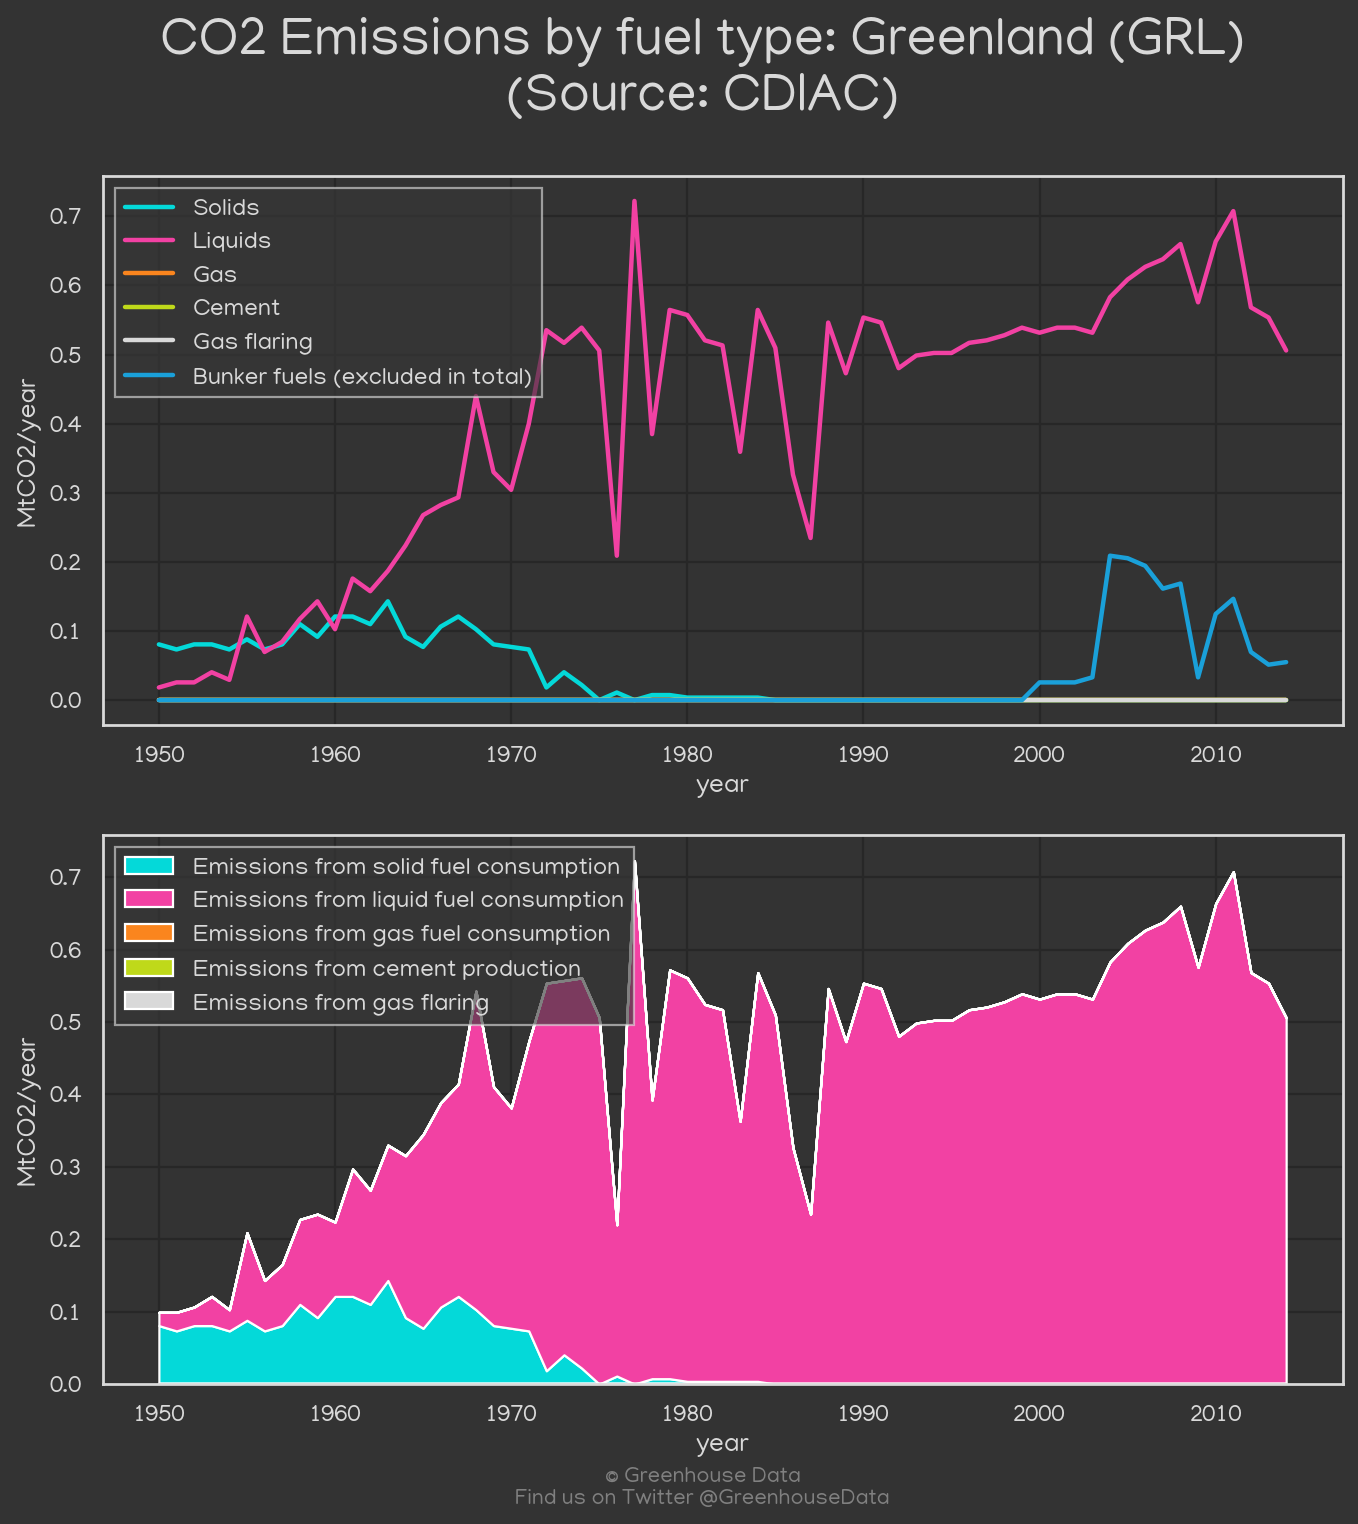 CO2 Emissions by fuel type: Greenland (GRL)
(Source: CDIAC)
Solids
Liquids
Gas
Cement
Gas flaring
Bunker fuels (excluded in total)
MtCO2/year
0.7
0.6
0.5
0.4
0.3
0.2
0.1
0.0
1950 1960 1970 1980 1990 2000 2010
year
Emissions from solid fuel consumption
Emissions from liquid fuel consumption
Emissions from gas fuel consumption
Emissions from cement production
Emissions from gas flaring
MtCO2/year
0.7
0.6
0.5
0.4
0.3
0.2
0.1
0.0
1950 1960 1970 1980 1990 2000 2010
year
© Greenhouse Data
Find us on Twitter @GreenhouseData